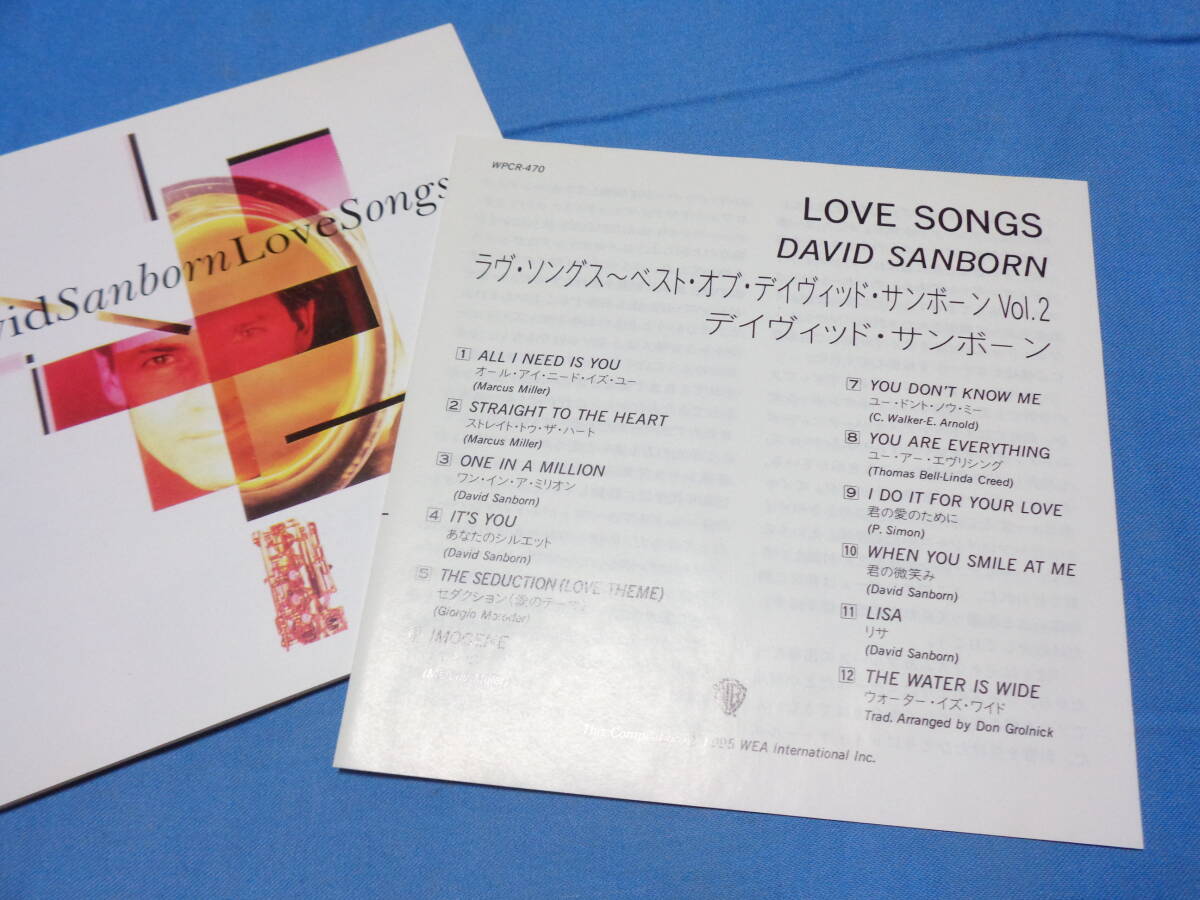 vidSanbornLoveSongs
WPCR-470
LOVE SONGS
DAVID SANBORN
ラヴ・ソングス〜ベスト・オブ・デイヴィッド・サンボーン Vol.2
デイヴィッド・サンボーン
1 ALL I NEED IS YOU
オール・アイ・ニード・イズ・ユー
(Marcus Miller)
2 STRAIGHT TO THE HEART
ストレイト・トゥ・ザ・ハート
(Marcus Miller)
3 ONE IN A MILLION
ワン・イン・ア・ミリオン
(David Sanborn)
4 IT'S YOU
あなたのシルエット
(David Sanborn)
5 THE SEDUCTION (LOVE THEME)
セダクション(愛のテーマ)
(Giorgio Moroder)
IMOGENE
7 YOU DON'T KNOW ME
ユー・ドント・ノウ・ミー
(C. Walker-E. Arnold)
8 YOU ARE EVERYTHING
ユー・アー・エヴリシング
(Thomas Bell-Linda Creed)
9 I DO IT FOR YOUR LOVE
君の愛のために
(P. Simon)
10 WHEN YOU SMILE AT ME
君の微笑み
(David Sanborn)
11 LISA
リサ
(David Sanborn)
12 THE WATER IS WIDE
ウォーター・イズ・ワイド
Trad. Arranged by Don Grolnick
This 1995 WEA International Inc.